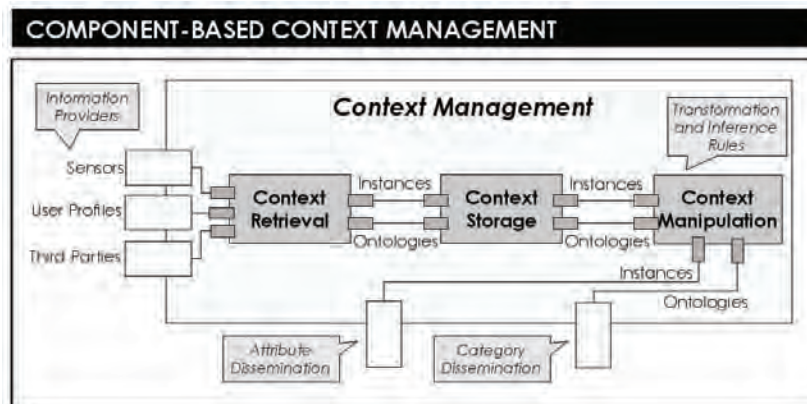 COMPONENT-BASED CONTEXT MANAGEMENT
Information
Providers
Context Management
Transformation
and Inference
Rules
Sensors
User Profiles
Third Parties
Context
Retrieval
Instances
Ontologies
Context
Storage
Instances
Ontologies
Context
Manipulation
Instances
Ontologies
Attribute
Dissemination
Category
Dissemination